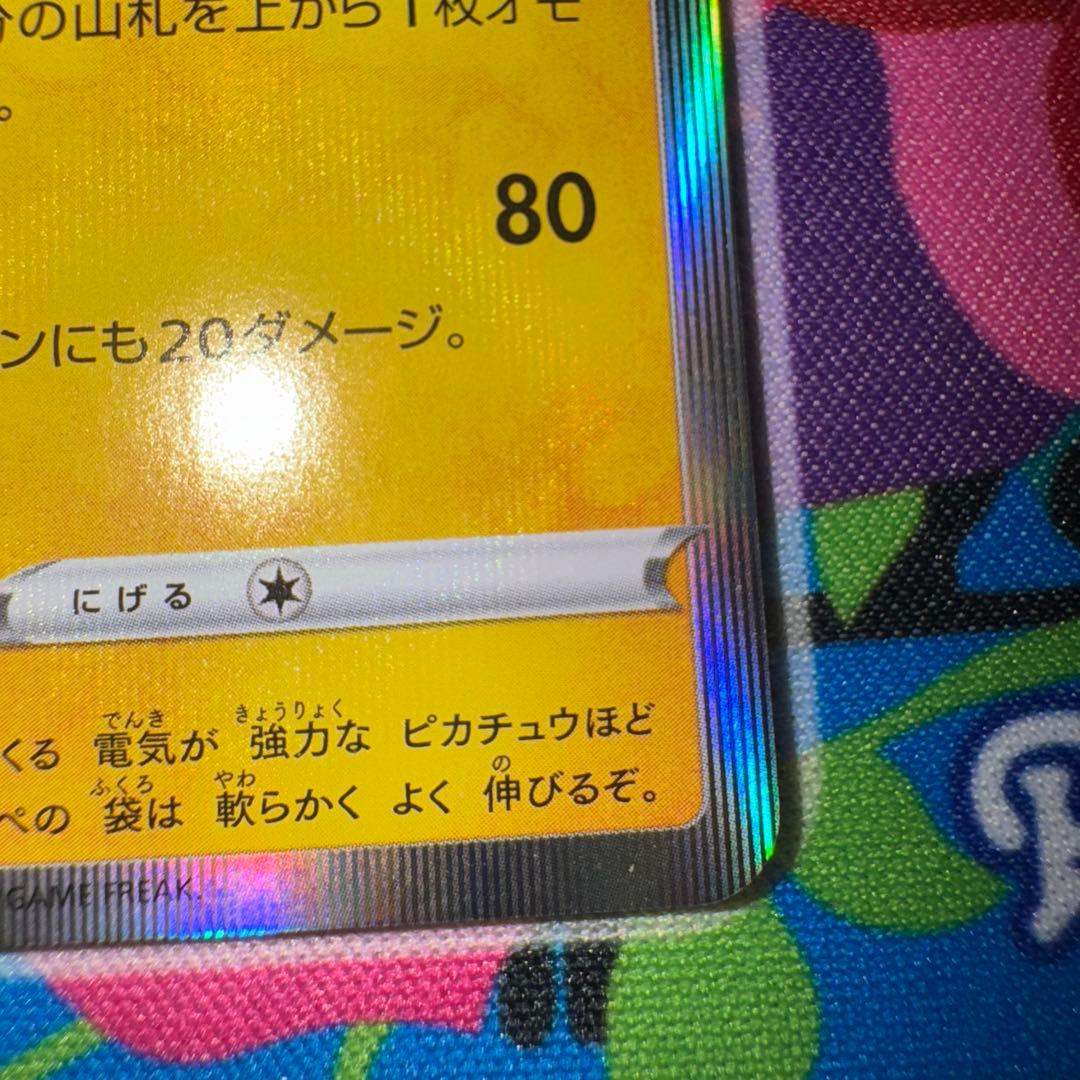 分の山札を上から1枚オモ
。
80
ンにも20ダメージ。
にげる
くる 電気が 強力な ピカチュウほど
でんき きょうりょく
ペの 袋は 軟らかく よく 伸びるぞ。
ふくろ やわ の
GAME FREAK.